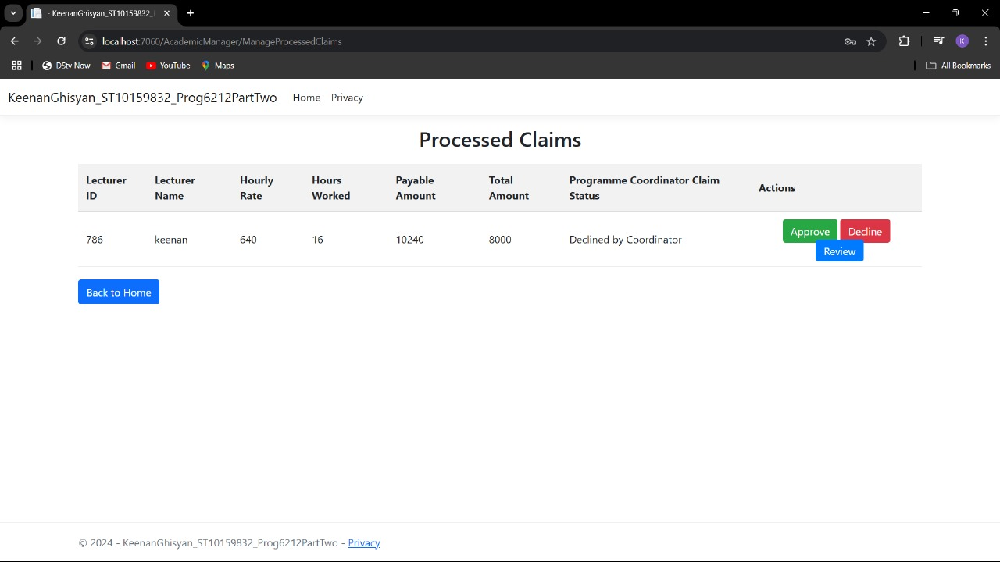 - KeenanGhisyan_ST10159832_
localhost:7060/AcademicManager/ManageProcessedClaims
K
DStv Now Gmail YouTube Maps All Bookmarks
KeenanGhisyan_ST10159832_Prog6212PartTwo Home Privacy
Processed Claims
Lecturer ID Lecturer Name Hourly Rate Hours Worked Payable Amount Total Amount Programme Coordinator Claim Status Actions
786 keenan 640 16 10240 8000 Declined by Coordinator Approve Decline
Review
Back to Home
© 2024 - KeenanGhisyan_ST10159832_Prog6212PartTwo - Privacy